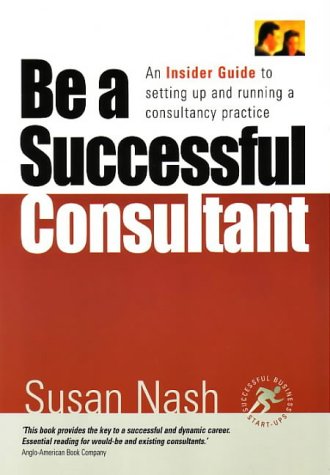 An Insider Guide to
setting up and running a
consultancy practice
Be a
Successful
Consultant
SUCCESSFUL BUSINESS
START-UPS
Susan Nash
'This book provides the key to a successful and dynamic career.
Essential reading for would-be and existing consultants.'
Anglo-American Book Company